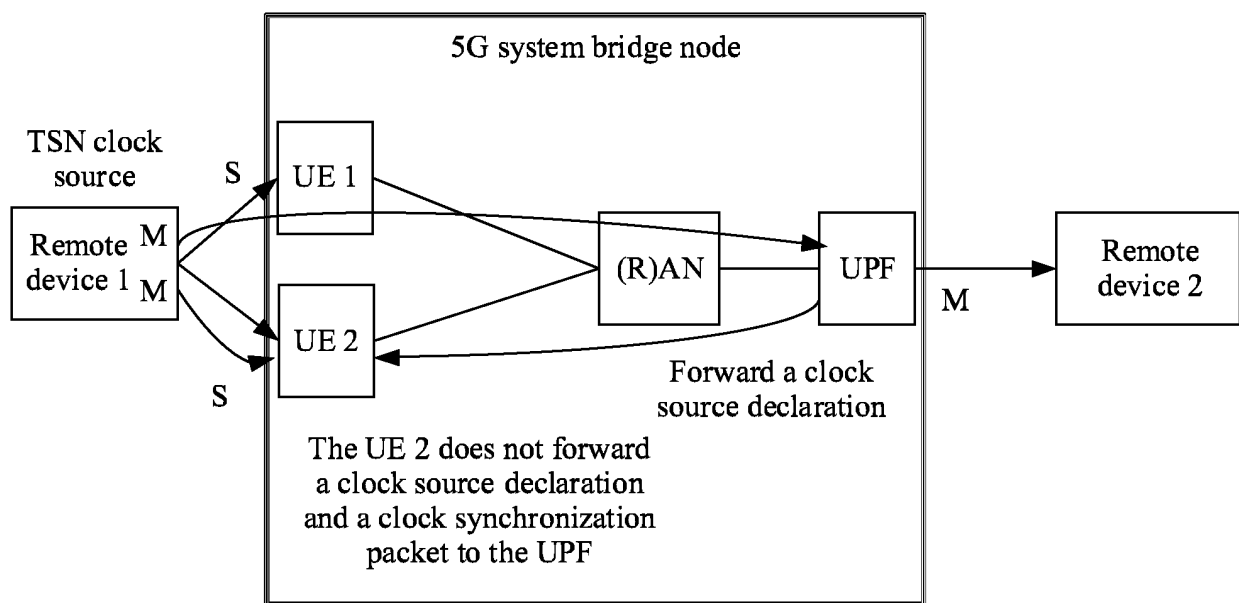 5G system bridge node
TSN clock
source
S
UE 1
Remote
device 1
M
M
(R)AN
UPF
M
Remote
device 2
UE 2
S
Forward a clock
source declaration
The UE 2 does not forward
a clock source declaration
and a clock synchronization
packet to the UPF